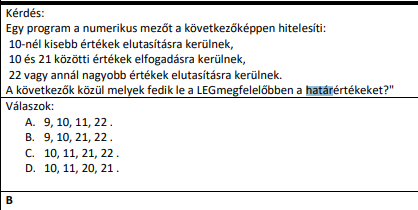 Kérdés:
Egy program a numerikus mezőt a következőképpen hitelesíti:
10-nél kisebb értékek elutasításra kerülnek,
10 és 21 közötti értékek elfogadásra kerülnek,
22 vagy annál nagyobb értékek elutasításra kerülnek.
A következők közül melyek fedik le a LEGmegfelelőbben a határértékeket?"
Válaszok:
A. 9, 10, 11, 22 .
B. 9, 10, 21, 22 .
C. 10, 11, 21, 22 .
D. 10, 11, 20, 21 .
B